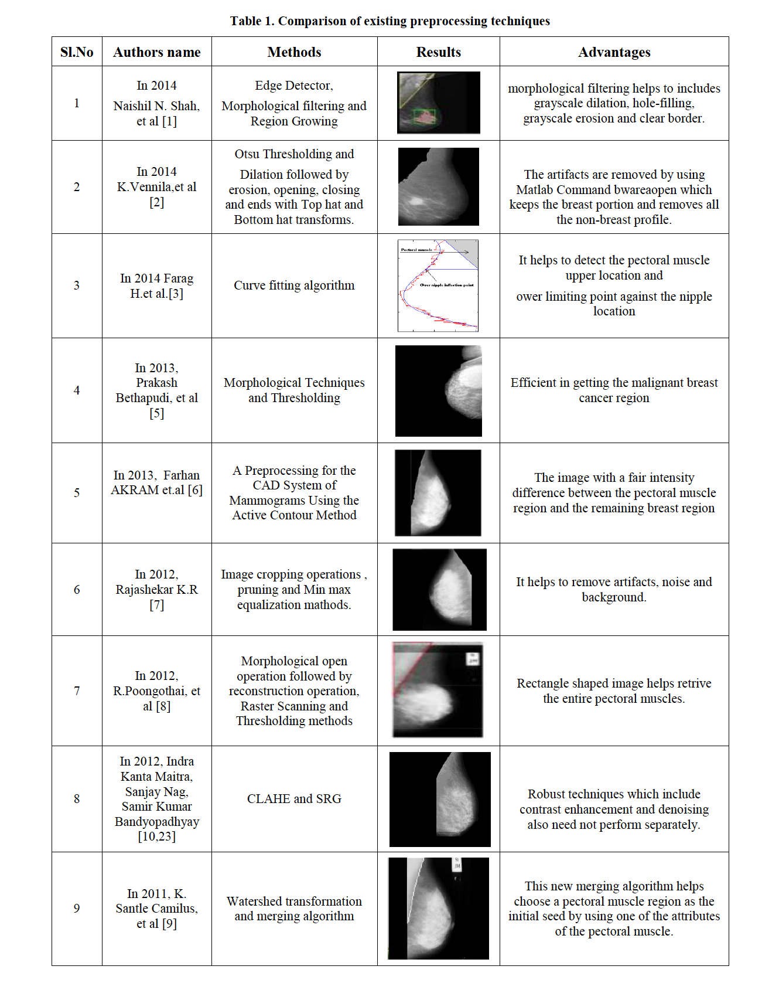 Table 1. Comparison of existing preprocessing techniques
Sl.No
Authors name
Methods
Results
Advantages
1
In 2014
Naishil N. Shah,
et al [1]
Edge Detector,
Morphological filtering and
Region Growing
morphological filtering helps to includes
grayscale dilation, hole-filling,
grayscale erosion and clear border.
2
In 2014
K.Vennila,et al
[2]
Otsu Thresholding and
Dilation followed by
erosion, opening, closing
and ends with Top hat and
Bottom hat transforms.
The artifacts are removed by using
Matlab Command bwareaopen which
keeps the breast portion and removes all
the non-breast profile.
3
In 2014 Farag
H.et al.[3]
Curve fitting algorithm
Pectoral muscle
Over nipple inflection point
It helps to detect the pectoral muscle
upper location and
ower limiting point against the nipple
location
4
In 2013,
Prakash
Bethapudi, et al
[5]
Morphological Techniques
and Thresholding
Efficient in getting the malignant breast
cancer region
5
In 2013,  Farhan
AKRAM et.al [6]
A Preprocessing for the
CAD System of
Mammograms Using the
Active Contour Method
The image with a fair intensity
difference between the pectoral muscle
region and the remaining breast region
6
In 2012,
Rajashekar K.R
[7]
Image cropping operations ,
pruning and Min max
equalization mathods.
It helps to remove artifacts, noise and
background.
7
In 2012,
R.Poongothai, et
al [8]
Morphological open
operation followed by
reconstruction operation,
Raster Scanning and
Thresholding methods
Rectangle shaped image helps retrive
the entire pectoral muscles.
8
In 2012, Indra
Kanta Maitra,
Sanjay Nag,
Samir Kumar
Bandyopadhyay
[10,23]
CLAHE and SRG
Robust techniques which include
contrast enhancement and denoising
also need not perform separately.
9
In 2011, K.
Santle Camilus,
et al [9]
Watershed transformation
and merging algorithm
This new merging algorithm helps
choose a pectoral muscle region as the
initial seed by using one of the attributes
of the pectoral muscle.